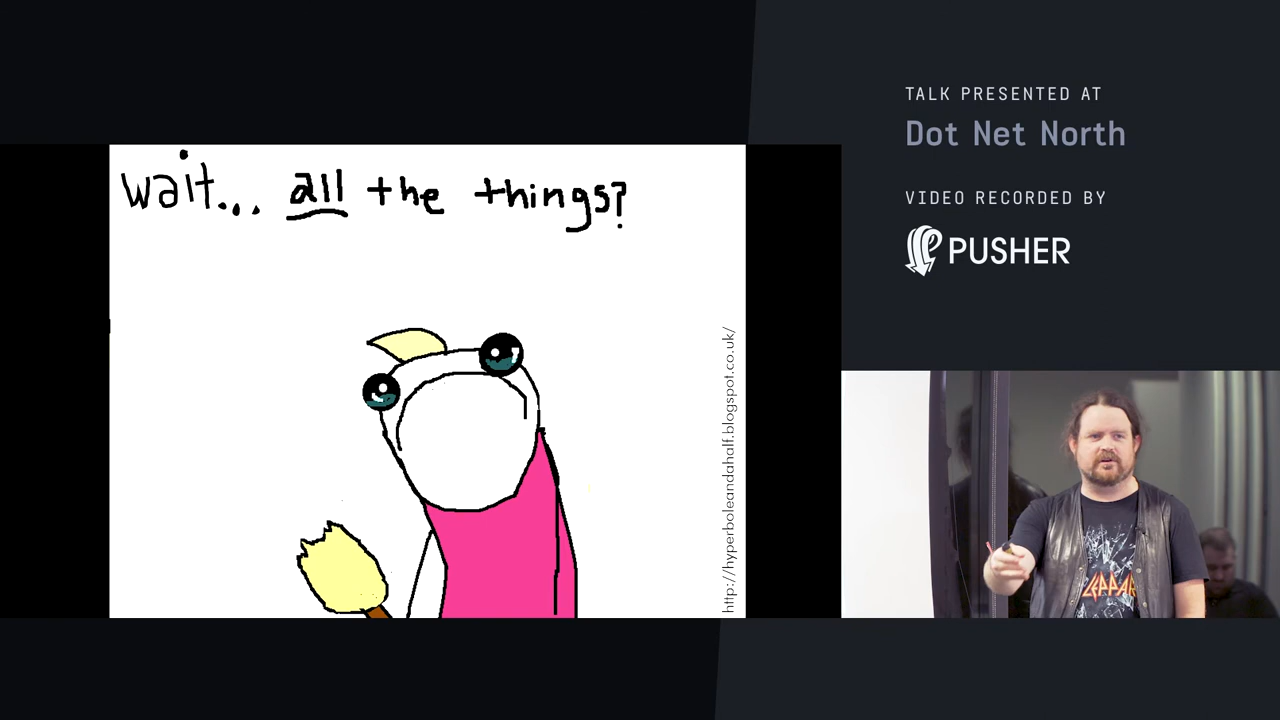 wait... all the things?
http://hyperboleandahalf.blogspot.co.uk/
TALK PRESENTED AT
Dot Net North
VIDEO RECORDED BY
PUSHER
LEPPAR